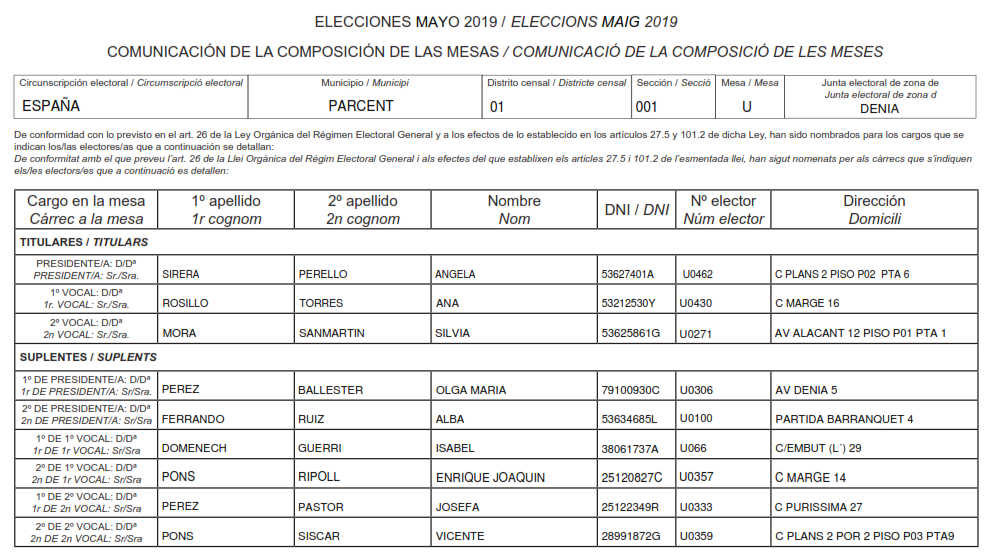 ELECCIONES MAYO 2019 / ELECCIONS MAIG 2019
COMUNICACIÓN DE LA COMPOSICIÓN DE LAS MESAS / COMUNICACIÓ DE LA COMPOSICIÓ DE LES MESES
Circunscripción electoral / Circumscripció electoral Municipio / Municipi Distrito censal / Districte censal Sección / Secció Mesa / Mesa Junta electoral de zona de
Junta electoral de zona d
ESPAÑA PARCENT 01 001 U DENIA
De conformidad con lo previsto en el art. 26 de la Ley Orgánica del Régimen Electoral General y a los efectos de lo establecido en los artículos 27.5 y 101.2 de dicha Ley, han sido nombrados para los cargos que se
indican los/las electores/as que a continuación se detallan:
De conformitat amb el que preveu l'art. 26 de la Llei Orgànica del Règim Electoral General i als efectes del que establixen els articles 27.5 i 101.2 de l'esmentada llei, han sigut nomenats per als càrrecs que s'indiquen
els/les electors/es que a continuació es detallen:
Cargo en la mesa 1º apellido 2º apellido Nombre DNI / DNI Nº elector Dirección
Càrrec a la mesa 1r cognom 2n cognom Nom Núm elector Domicili
TITULARES / TITULARS
PRESIDENTE/A: D/Dª
PRESIDENT/A: Sr./Sra. SIRERA PERELLO ANGELA 53627401A U0462 C PLANS 2 PISO P02 PTA 6
1º VOCAL: D/Dª
1r. VOCAL: Sr./Sra. ROSILLO TORRES ANA 53212530Y U0430 C MARGE 16
2º VOCAL: D/Dª
2n VOCAL: Sr./Sra. MORA SANMARTIN SILVIA 53625861G U0271 AV ALACANT 12 PISO P01 PTA 1
SUPLENTES / SUPLENTS
1º DE PRESIDENTE/A: D/Dª
1r DE PRESIDENT/A: Sr/Sra. PEREZ BALLESTER OLGA MARIA 79100930C U0306 AV DENIA 5
2º DE PRESIDENTE/A: D/Dª
2n DE PRESIDENT/A: Sr/Sra FERRANDO RUIZ ALBA 53634685L U0100 PARTIDA BARRANQUET 4
1º DE 1º VOCAL: D/Dª
1r DE 1r VOCAL: Sr/Sra DOMENECH GUERRI ISABEL 38061737A U066 C/EMBUT (L´) 29
2º DE 1º VOCAL: D/Dª
2n DE 1r VOCAL: Sr/Sra PONS RIPOLL ENRIQUE JOAQUIN 25120827C U0357 C MARGE 14
1º DE 2º VOCAL: D/Dª
1r DE 2n VOCAL: Sr/Sra PEREZ PASTOR JOSEFA 25122349R U0333 C PURISSIMA 27
2º DE 2º VOCAL: D/Dª
2n DE 2n VOCAL: Sr/Sra PONS SISCAR VICENTE 28991872G U0359 C PLANS 2 POR 2 PISO P03 PTA9